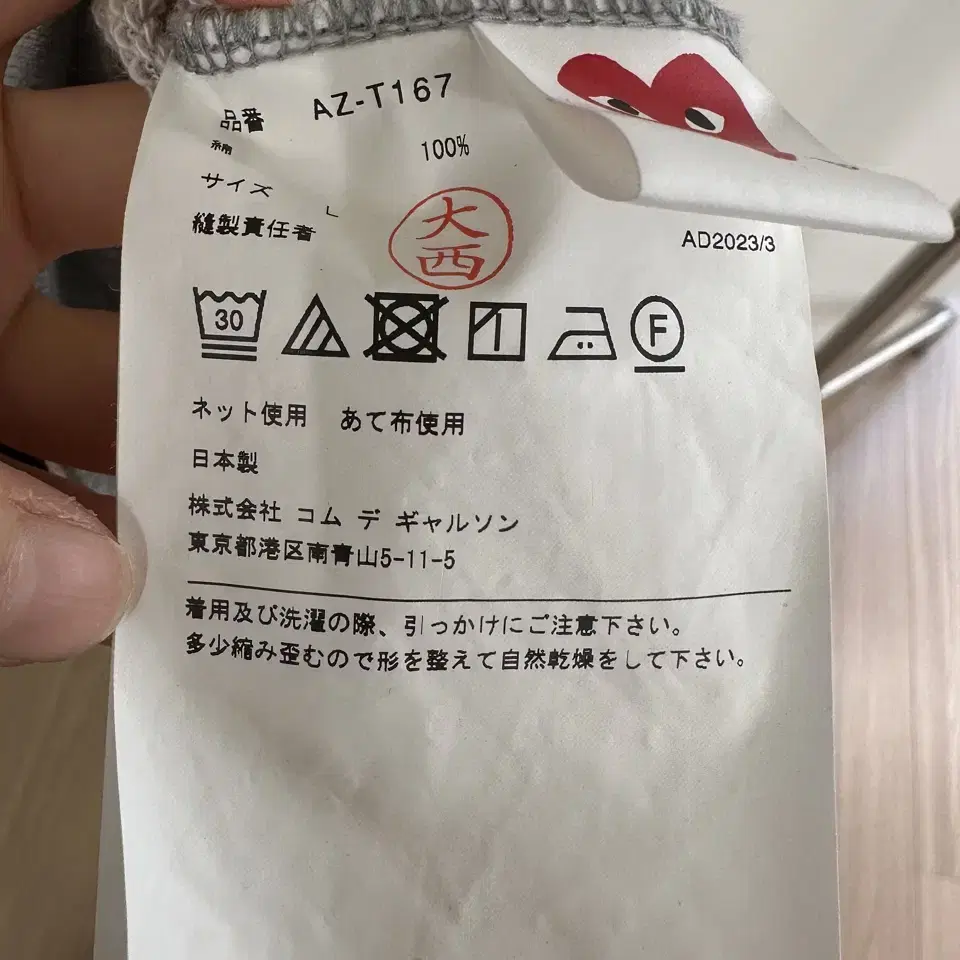 品番 AZ-T167
綿 100%
サイズ L
縫製責任者 大西
AD2023/3
30
F
ネット使用 あて布使用
日本製
株式会社 コム デ ギャルソン
東京都港区南青山5-11-5
着用及び洗濯の際、引っかけにご注意下さい。
多少縮み歪むので形を整えて自然乾燥をして下さい。